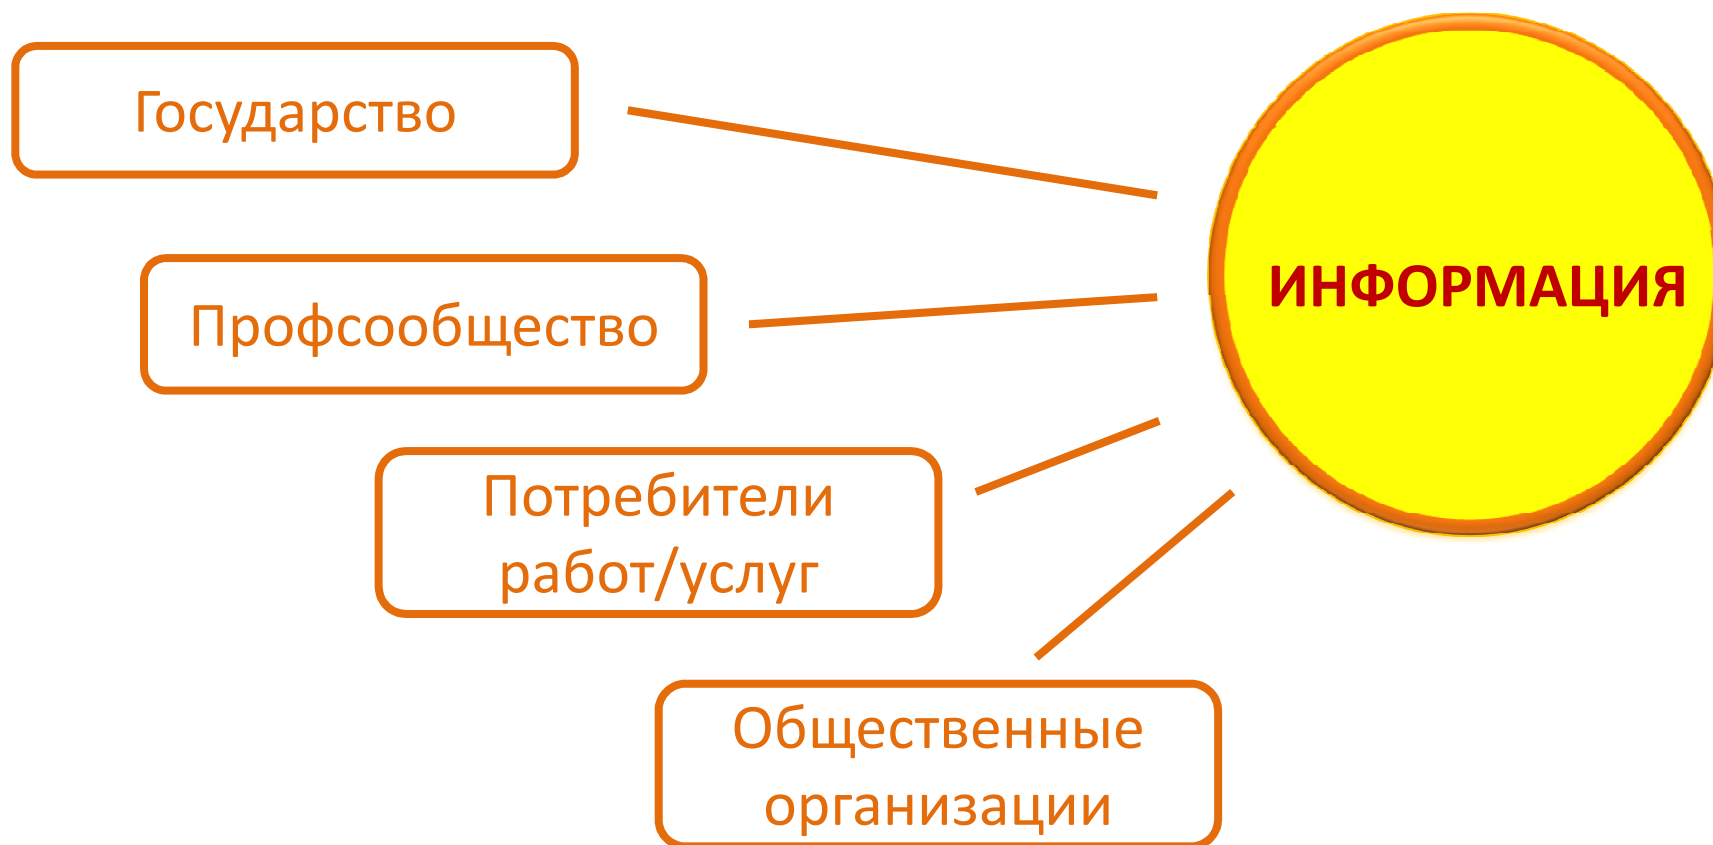 Государство
ИНФОРМАЦИЯ
Профсообщество
Потребители
работ/услуг
Общественные
организации